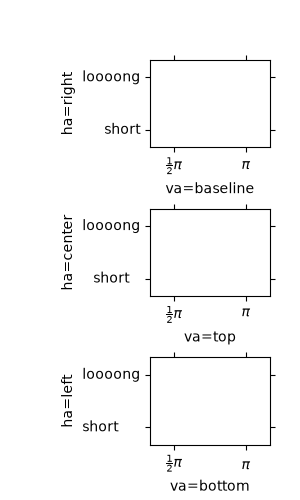 ha=right
loooong
short
½π π
va=baseline
ha=center
loooong
short
½π π
va=top
ha=left
loooong
short
½π π
va=bottom